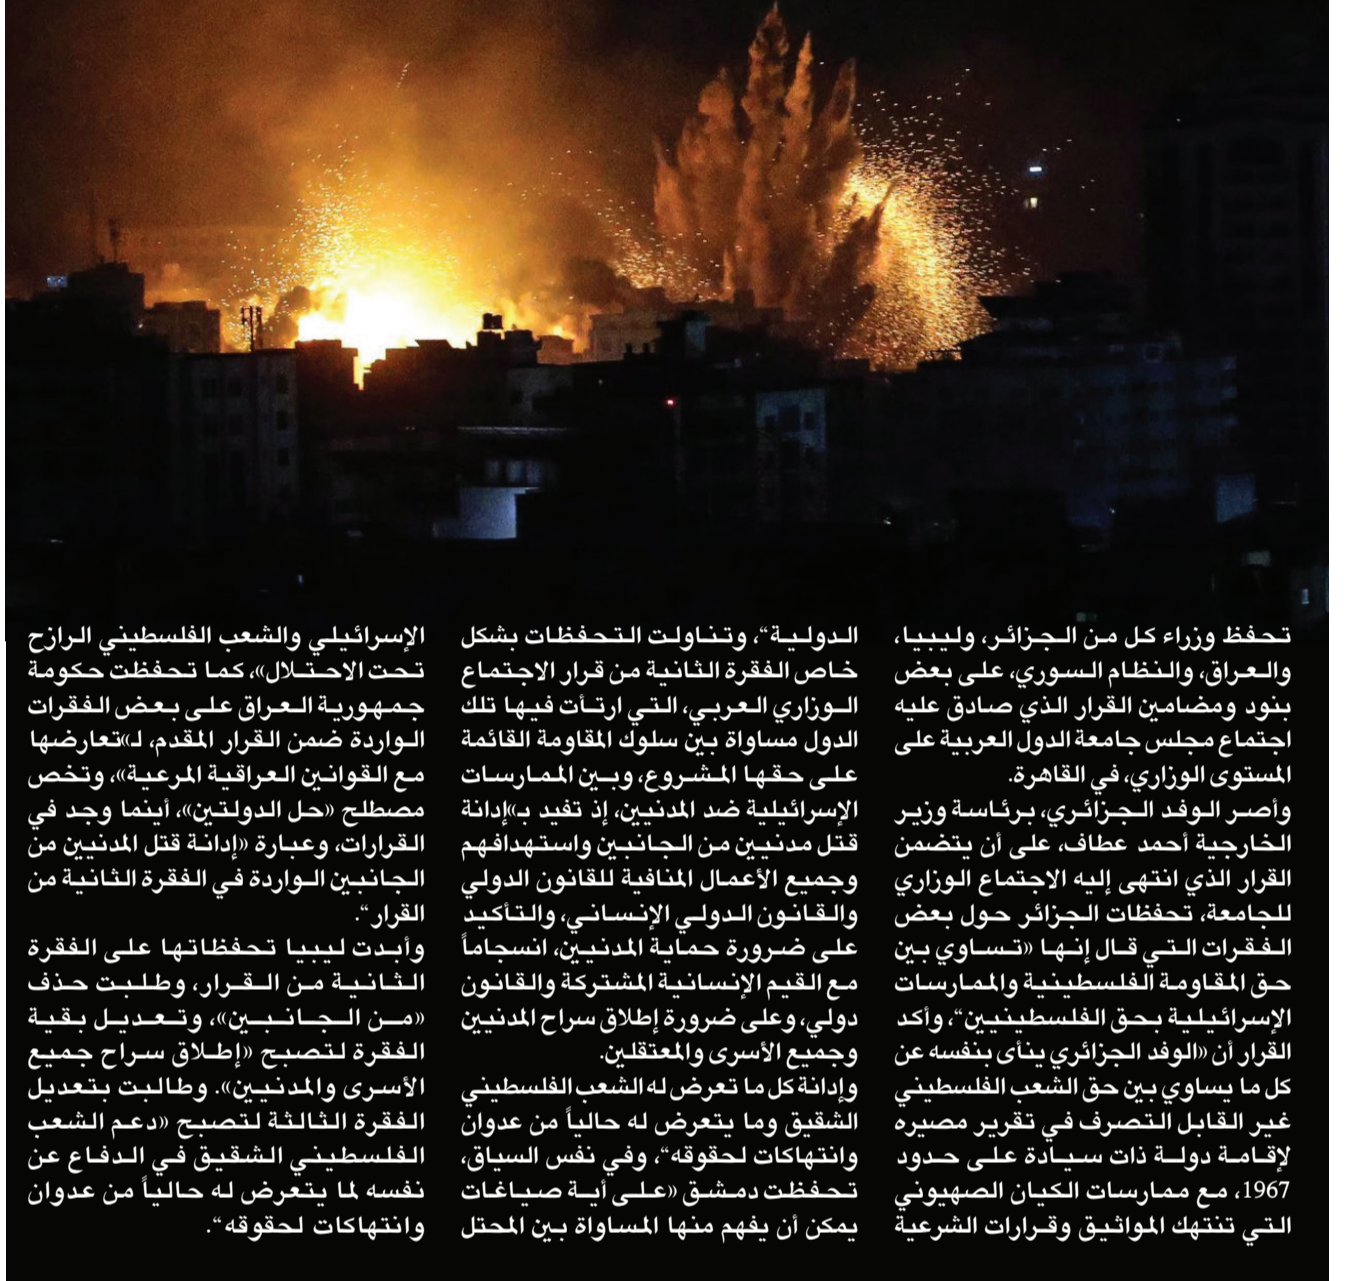 تحفظ وزراء كل من الجزائر، وليبيا،
والعراق، والنظام السوري، على بعض
بنود ومضامين القرار الذي صادق عليه
اجتماع مجلس جامعة الدول العربية على
المستوى الوزاري، في القاهرة.
وأصر الوفد الجزائري، برئاسة وزير
الخارجية أحمد عطاف، على أن يتضمن
القرار الذي انتهى إليه الاجتماع الوزاري
للجامعة، تحفظات الجزائر حول بعض
الفقرات التي قال إنها «تساوي بين
حق المقاومة الفلسطينية والممارسات
الإسرائيلية بحق الفلسطينيين“، وأكد
القرار أن «الوفد الجزائري ينأى بنفسه عن
كل ما يساوي بين حق الشعب الفلسطيني
غير القابل التصرف في تقرير مصيره
لإقامة دولة ذات سيادة على حدود
1967، مع ممارسات الكيان الصهيوني
التي تنتهك المواثيق وقرارات الشرعية
الدولية“، وتناولت التحفظات بشكل
خاص الفقرة الثانية من قرار الاجتماع
الوزاري العربي، التي ارتأت فيها تلك
الدول مساواة بين سلوك المقاومة القائمة
على حقها المشروع، وبين الممارسات
الإسرائيلية ضد المدنيين، إذ تفيد بـ»إدانة
قتل مدنيين من الجانبين واستهدافهم
وجميع الأعمال المنافية للقانون الدولي
والقانون الدولي الإنساني، والتأكيد
على ضرورة حماية المدنيين، انسجاماً
مع القيم الإنسانية المشتركة والقانون
دولي، وعلى ضرورة إطلاق سراح المدنيين
وجميع الأسرى والمعتقلين.
وإدانة كل ما تعرض له الشعب الفلسطيني
الشقيق وما يتعرض له حالياً من عدوان
وانتهاكات لحقوقه“، وفي نفس السياق،
تحفظت دمشق «على أية صياغات
يمكن أن يفهم منها المساواة بين المحتل
الإسرائيلي والشعب الفلسطيني الرازح
تحت الاحتلال»، كما تحفظت حكومة
جمهورية العراق على بعض الفقرات
الواردة ضمن القرار المقدم، لـ»تعارضها
مع القوانين العراقية المرعية»، وتخص
مصطلح «حل الدولتين»، أينما وجد في
القرارات، وعبارة «إدانة قتل المدنيين من
الجانبين الواردة في الفقرة الثانية من
القرار“.
وأبدت ليبيا تحفظاتها على الفقرة
الثانية من القرار، وطلبت حذف
«من الجانبين»، وتعديل بقية
الفقرة لتصبح «إطلاق سراح جميع
الأسرى والمدنيين». وطالبت بتعديل
الفقرة الثالثة لتصبح «دعم الشعب
الفلسطيني الشقيق في الدفاع عن
نفسه لما يتعرض له حالياً من عدوان
وانتهاكات لحقوقه“.